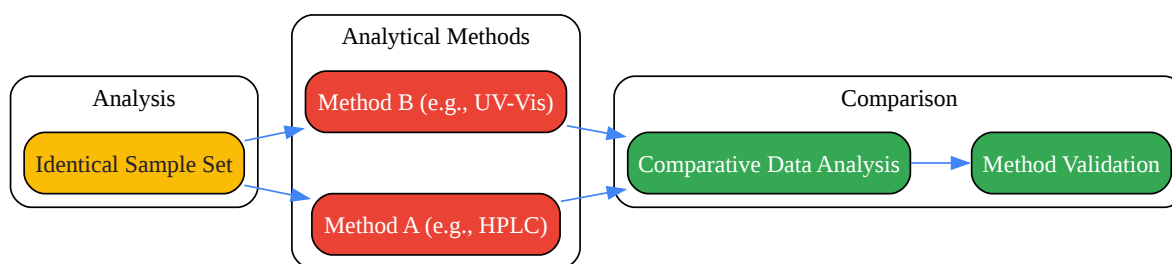 Analysis
Identical Sample Set
Analytical Methods
Method B (e.g., UV-Vis)
Method A (e.g., HPLC)
Comparison
Comparative Data Analysis
Method Validation